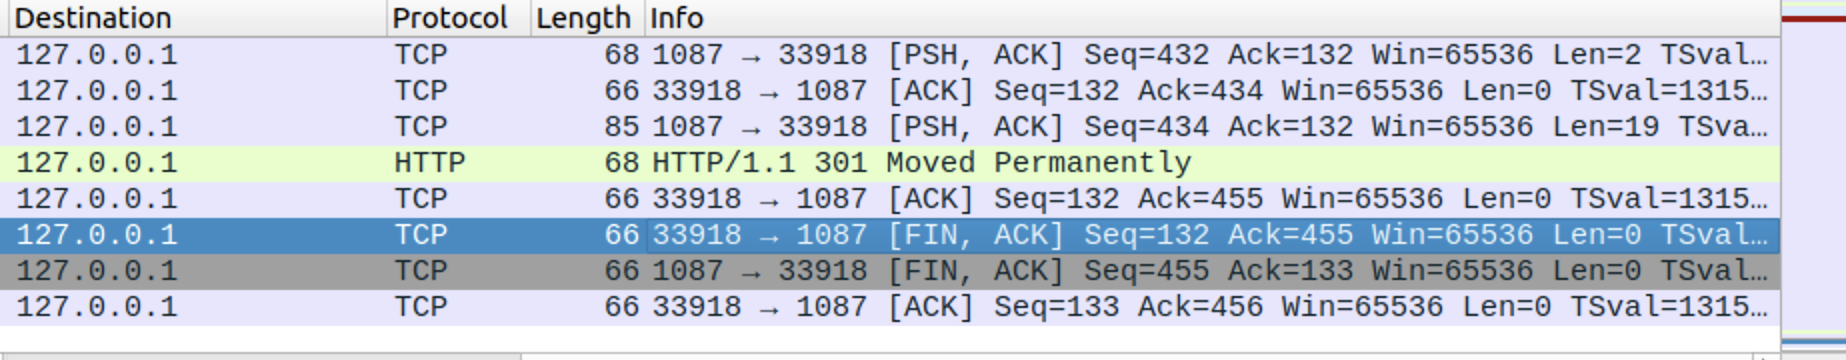 Destination Protocol Length Info
127.0.0.1 TCP 68 1087 → 33918 [PSH, ACK] Seq=432 Ack=132 Win=65536 Len=2 TSval…
127.0.0.1 TCP 66 33918 → 1087 [ACK] Seq=132 Ack=434 Win=65536 Len=0 TSval=1315…
127.0.0.1 TCP 85 1087 → 33918 [PSH, ACK] Seq=434 Ack=132 Win=65536 Len=19 TSva…
127.0.0.1 HTTP 68 HTTP/1.1 301 Moved Permanently
127.0.0.1 TCP 66 33918 → 1087 [ACK] Seq=132 Ack=455 Win=65536 Len=0 TSval=1315…
127.0.0.1 TCP 66 33918 → 1087 [FIN, ACK] Seq=132 Ack=455 Win=65536 Len=0 TSval…
127.0.0.1 TCP 66 1087 → 33918 [FIN, ACK] Seq=455 Ack=133 Win=65536 Len=0 TSval…
127.0.0.1 TCP 66 33918 → 1087 [ACK] Seq=133 Ack=456 Win=65536 Len=0 TSval=1315…